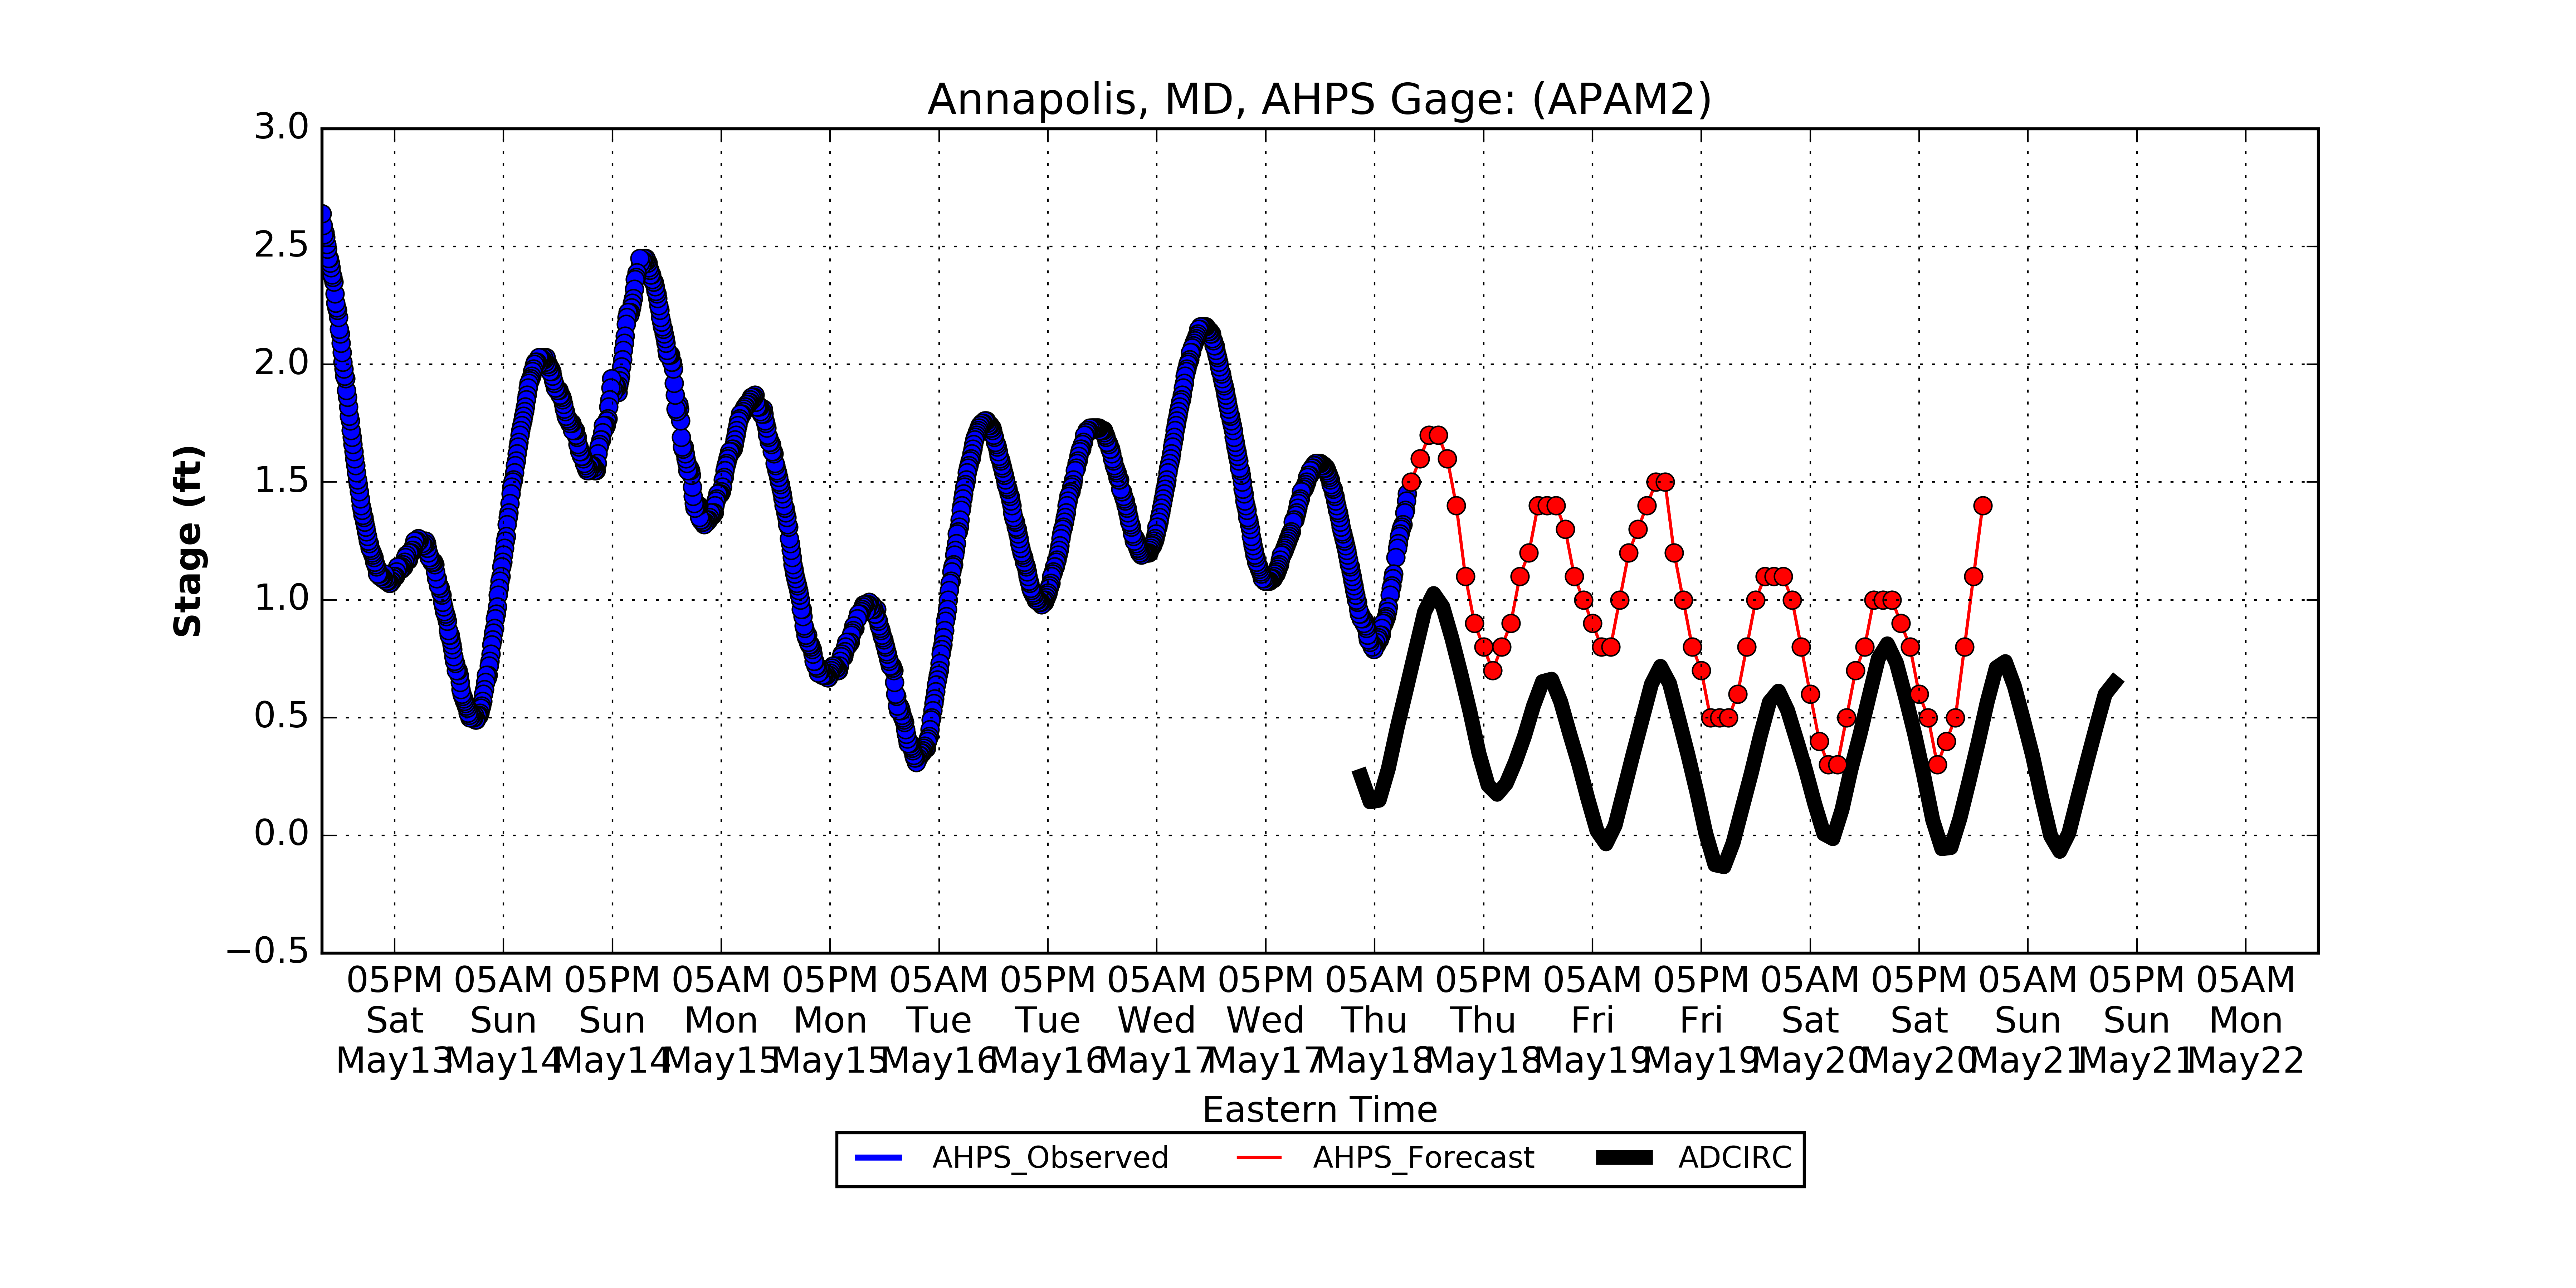 Annapolis, MD, AHPS Gage: (APAM2)
3.0
2.5
2.0
1.5
1.0
0.5
0.0
−0.5
Stage (ft)
05PM 05AM 05PM 05AM 05PM 05AM 05PM 05AM 05PM 05AM 05PM 05AM 05PM 05AM 05PM 05AM 05PM 05AM
Sat Sun Sun Mon Mon Tue Tue Wed Wed Thu Thu Fri Fri Sat Sat Sun Sun Mon
May13 May14 May14 May15 May15 May16 May16 May17 May17 May18 May18 May19 May19 May20 May20 May21 May21 May22
Eastern Time
AHPS_Observed AHPS_Forecast ADCIRC